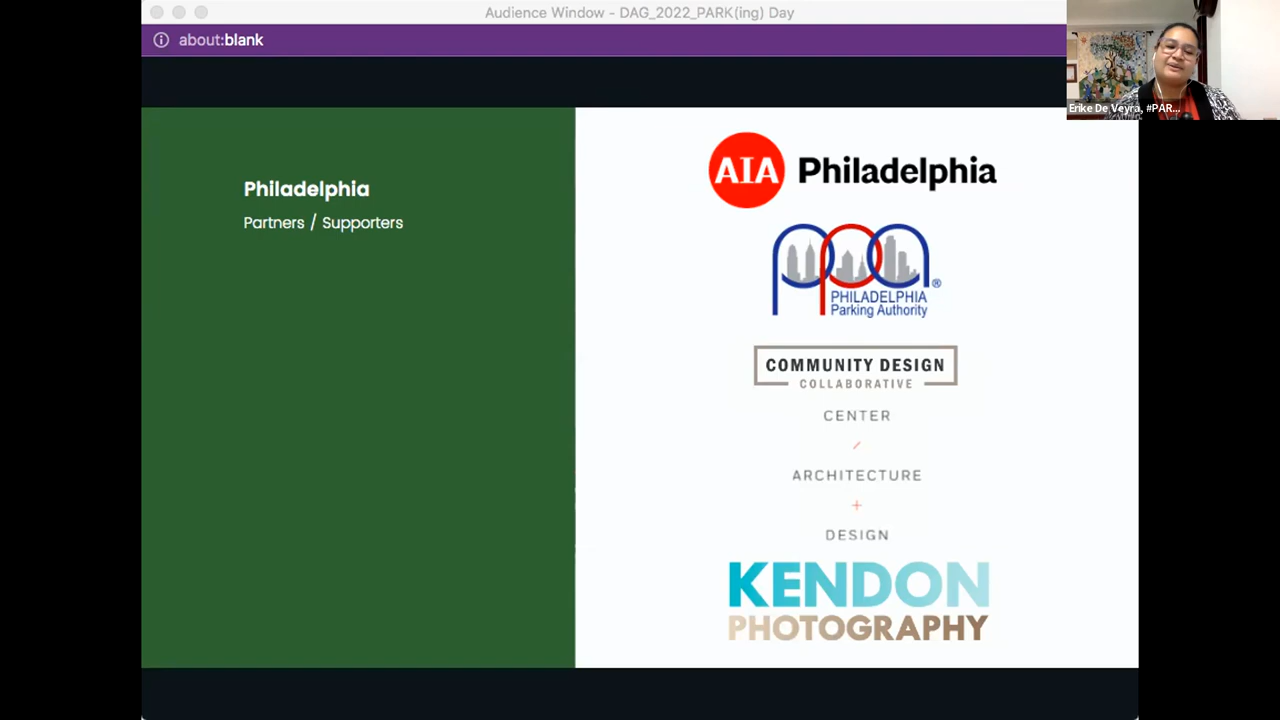 Audience Window - DAG_2022_PARK(ing) Day
about:blank
Erike De Veyra, #PAR...
Philadelphia
Partners / Supporters
AIA Philadelphia
ppa®
PHILADELPHIA
Parking Authority
COMMUNITY DESIGN
COLLABORATIVE
CENTER
/
ARCHITECTURE
+
DESIGN
KENDON
PHOTOGRAPHY